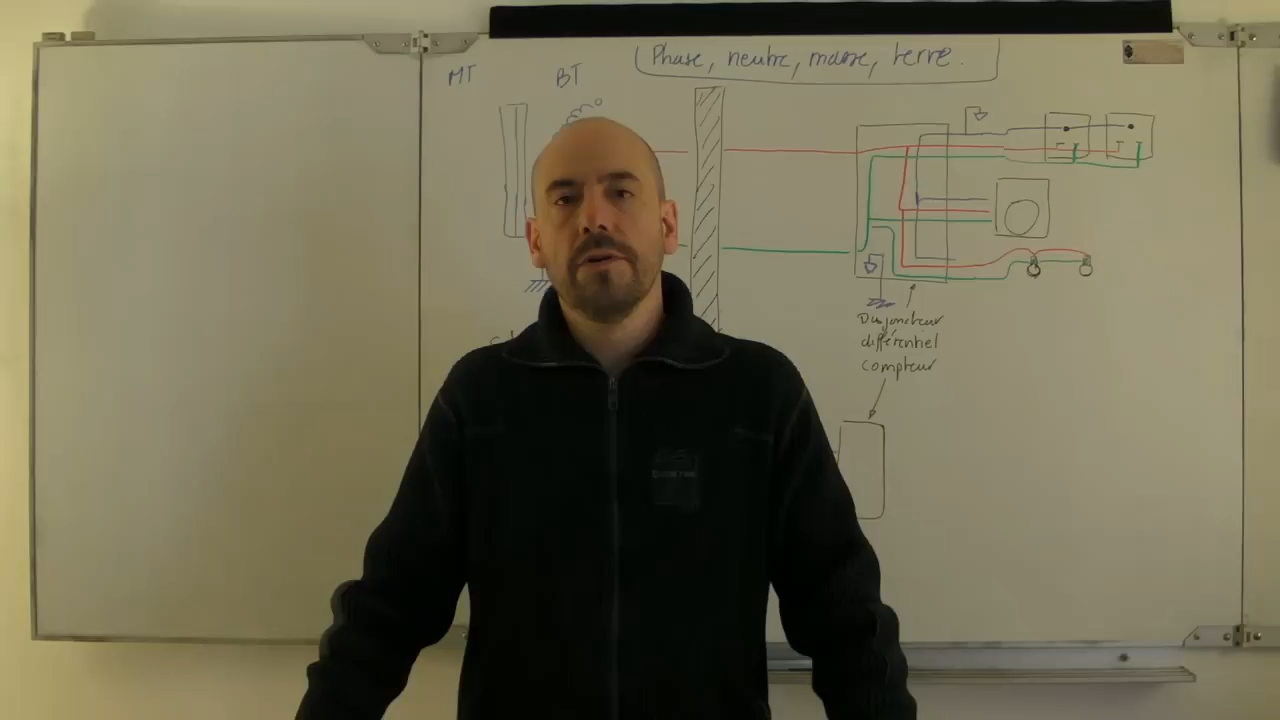 Phase, neutre, masse, terre.
MT
BT
Disjoncteur
différentiel
compteur